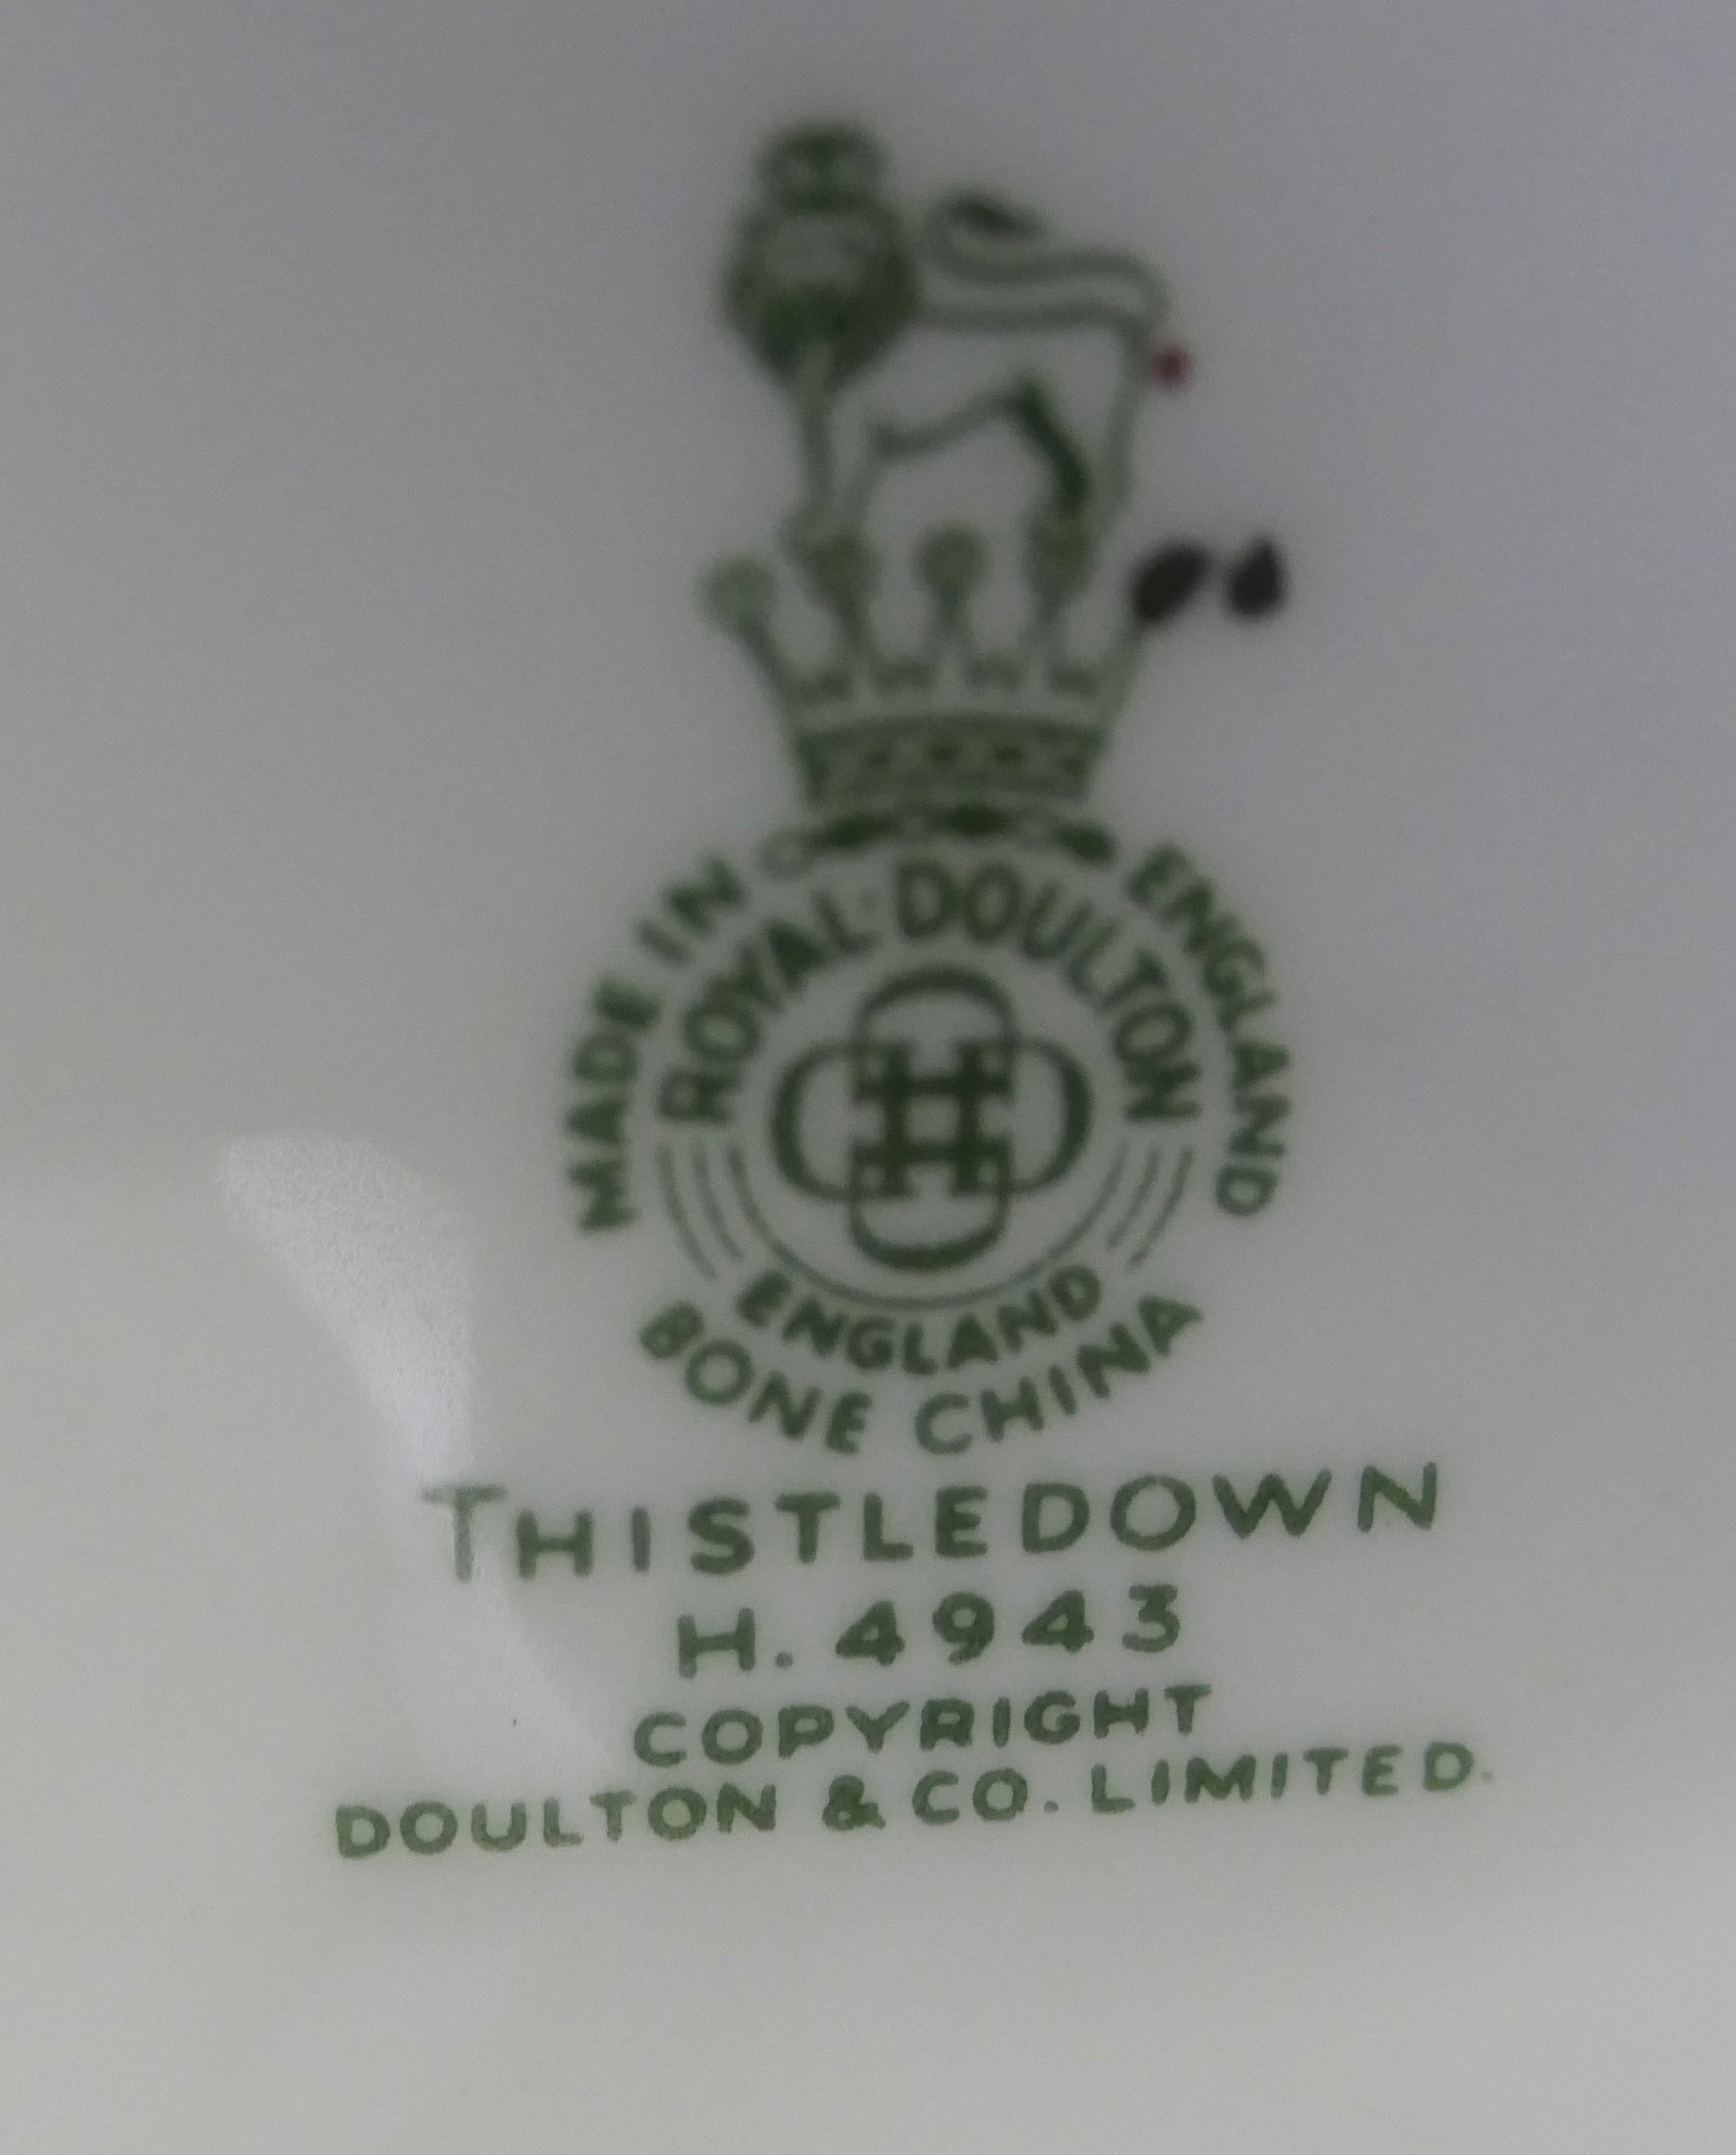 MADE IN ENGLAND
ROYAL·DOULTON
ENGLAND
BONE CHINA
THISTLEDOWN
H. 4943
COPYRIGHT
DOULTON & CO. LIMITED.